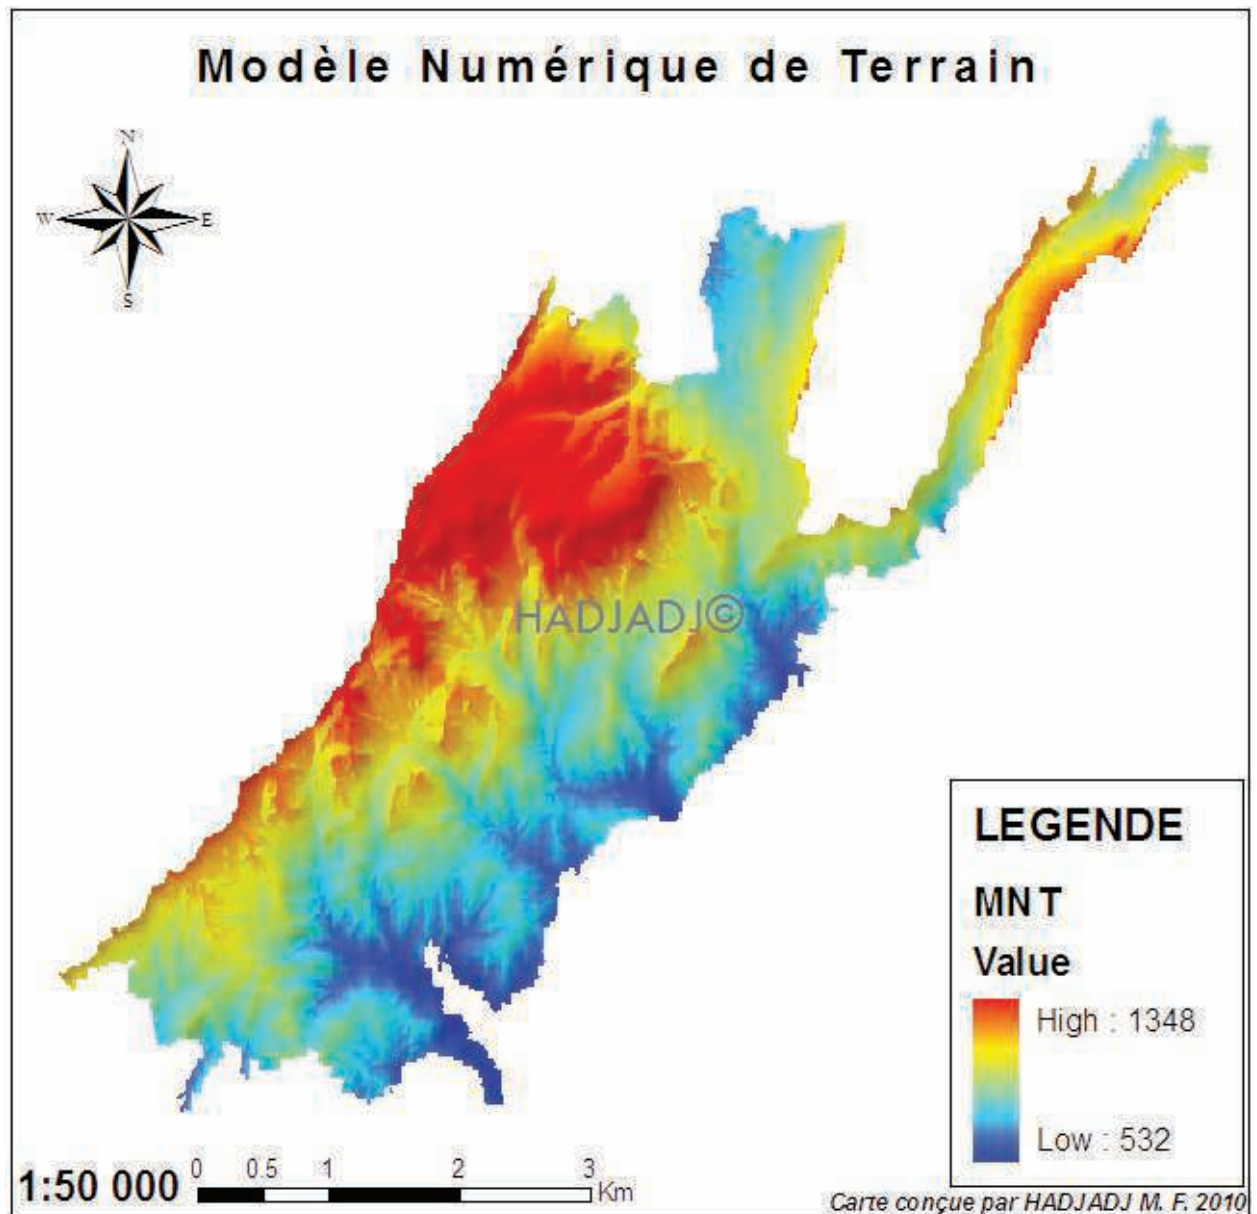 Modèle Numérique de Terrain
N
W E
S
HADJADJ©
LEGENDE
MNT
Value
High : 1348
Low : 532
1:50 000
0 0.5 1 2 3
Km
Carte conçue par HADJADJ M. F. 2010